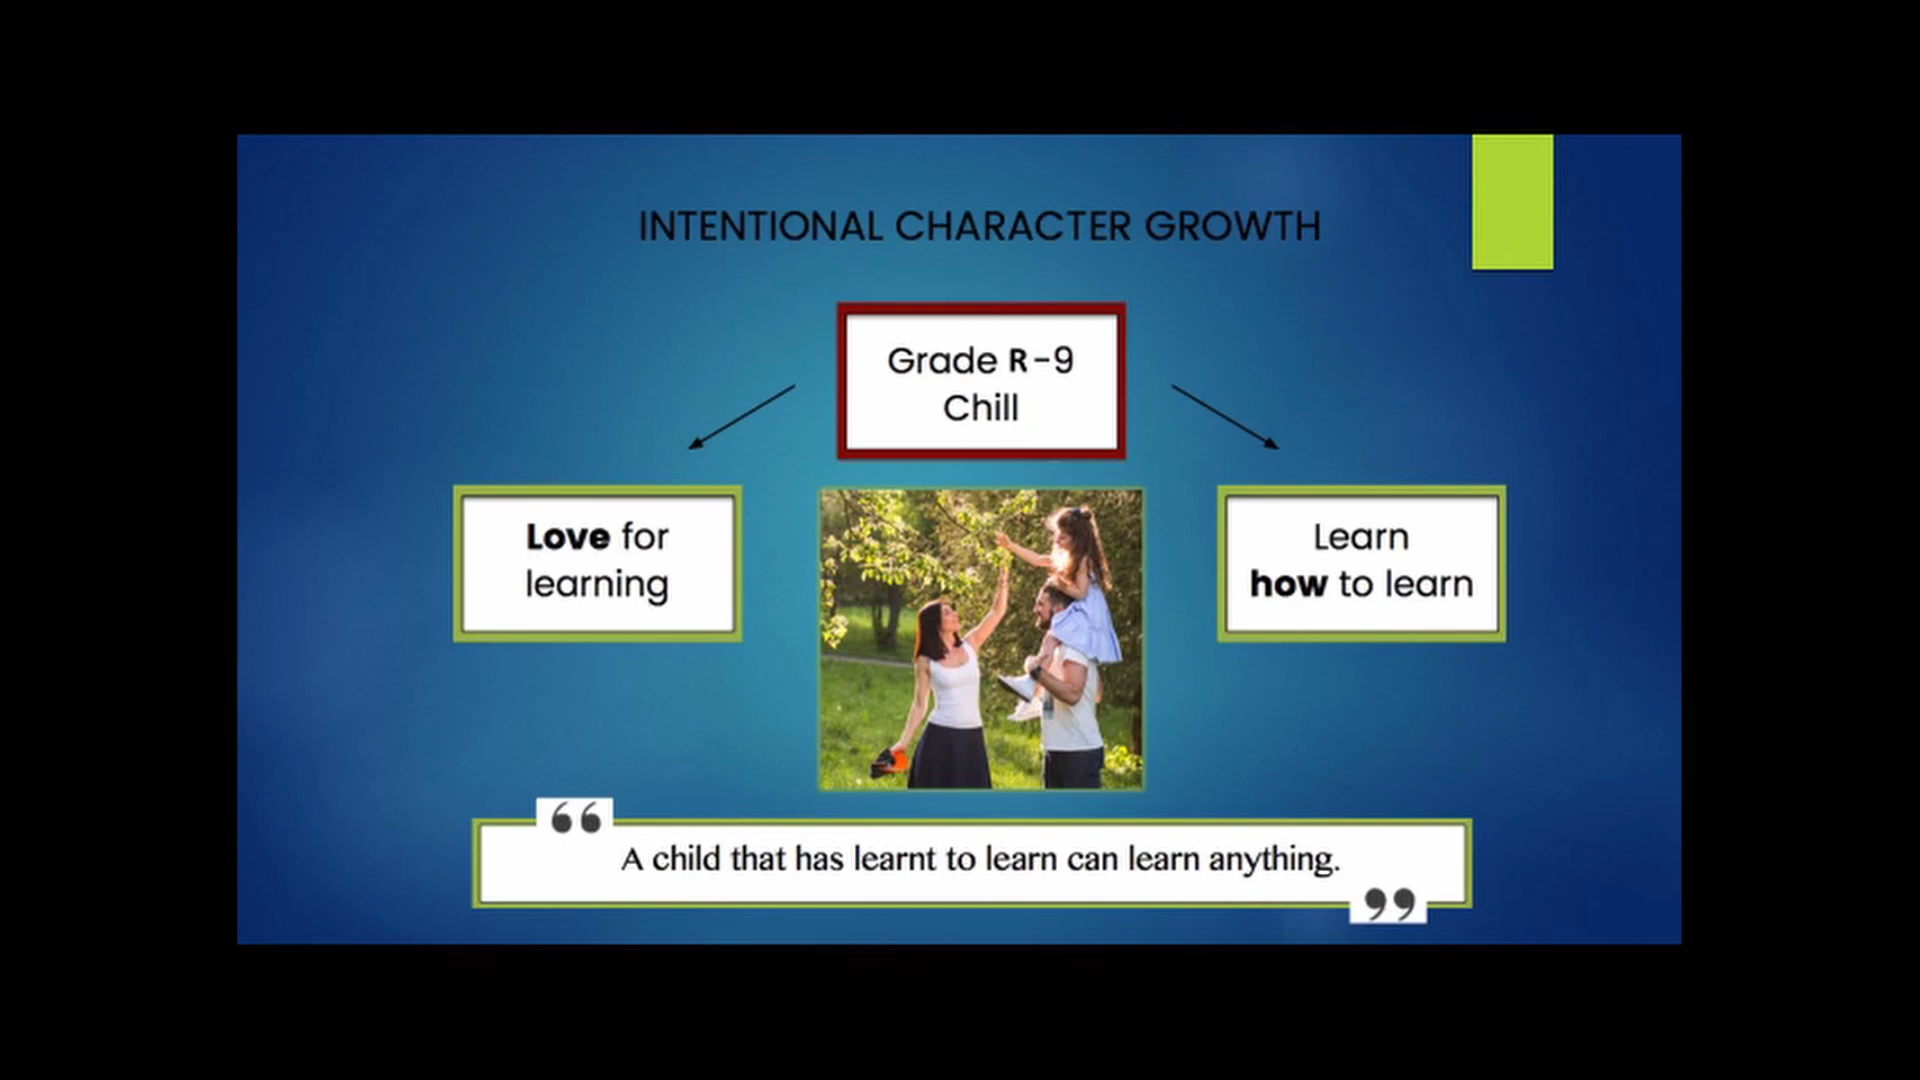 INTENTIONAL CHARACTER GROWTH
Grade R-9
Chill
Love for
learning
Learn
how to learn
“
A child that has learnt to learn can learn anything.
”